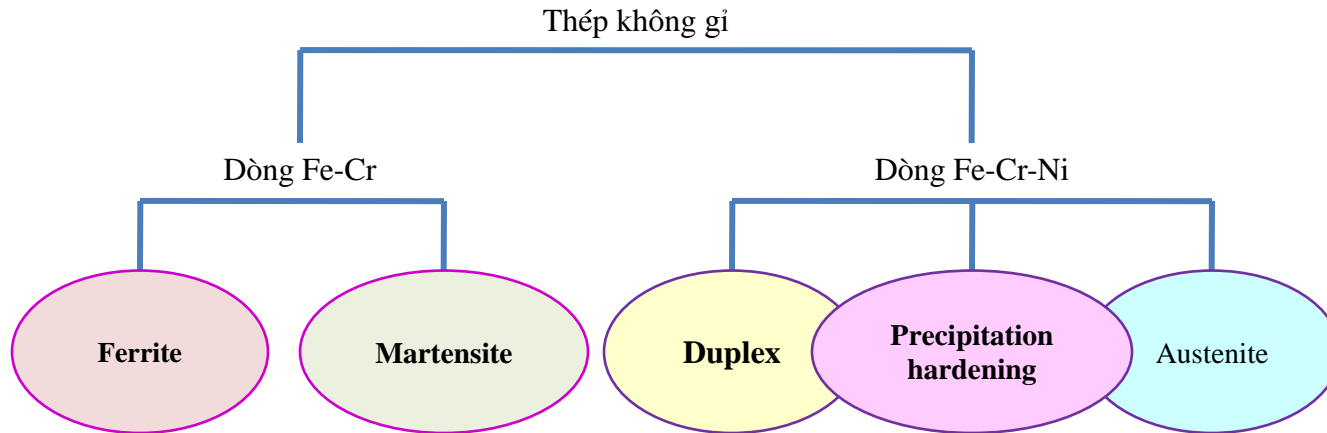 Thép không gỉ
Dòng Fe-Cr
Dòng Fe-Cr-Ni
Ferrite
Martensite
Duplex
Precipitation
hardening
Austenite